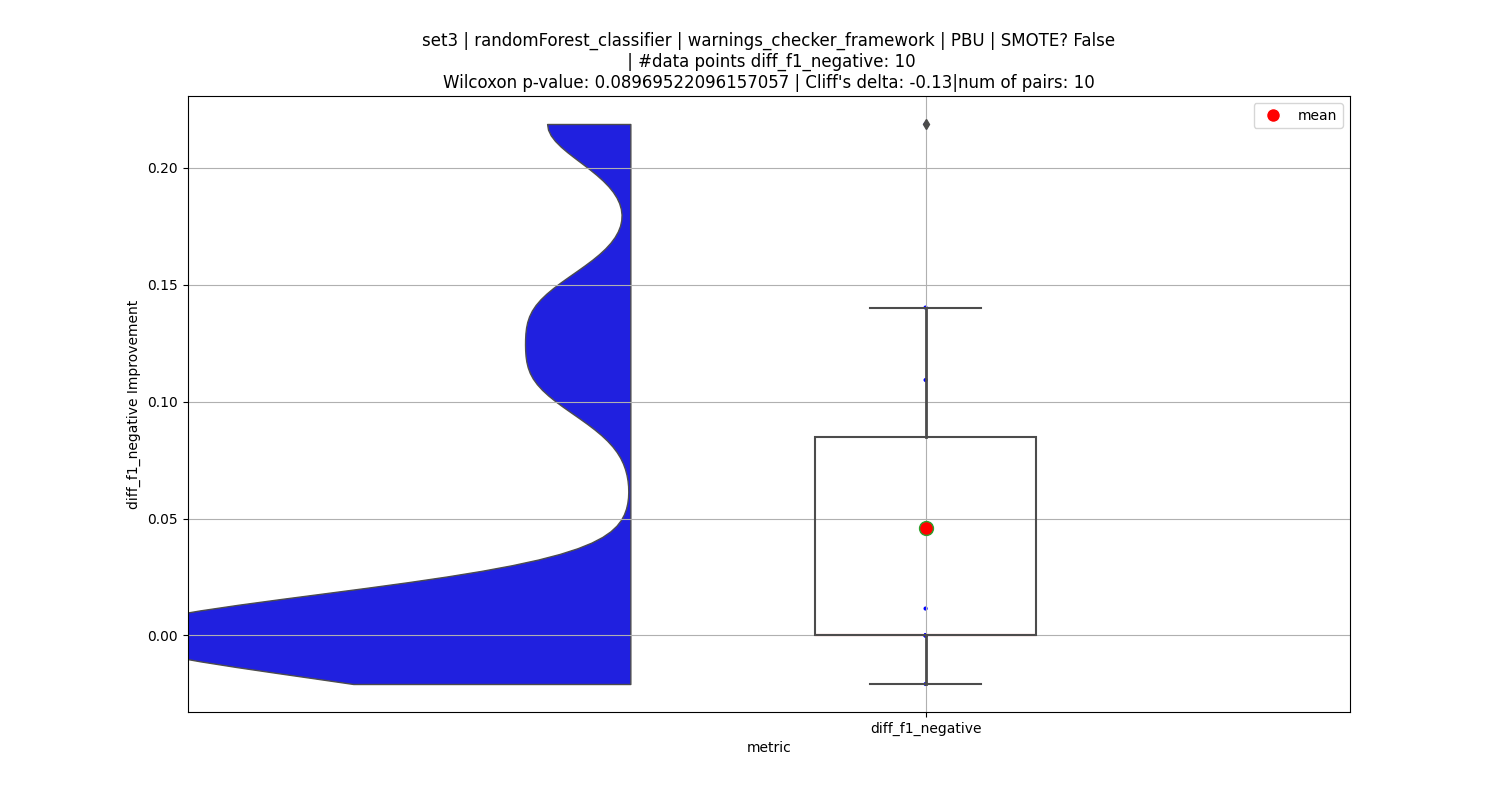 set3 | randomForest_classifier | warnings_checker_framework | PBU | SMOTE? False
| #data points diff_f1_negative: 10
Wilcoxon p-value: 0.08969522096157057 | Cliff's delta: -0.13|num of pairs: 10
mean
0.20
0.15
0.10
0.05
0.00
diff_f1_negative Improvement
diff_f1_negative
metric